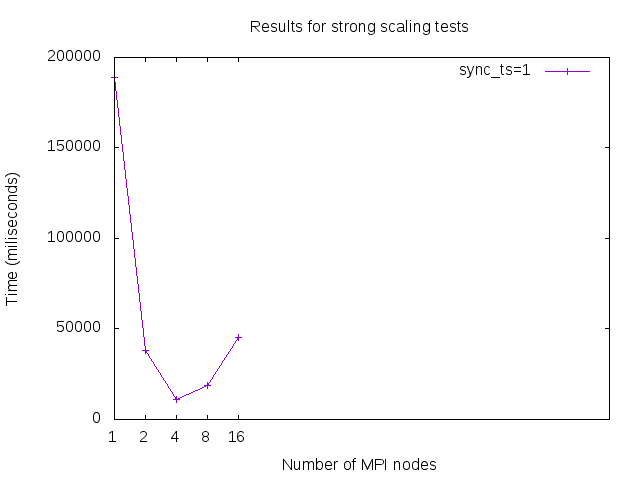 Results for strong scaling tests
sync_ts=1
200000
150000
100000
50000
0
Time (miliseconds)
1 2 4 8 16
Number of MPI nodes